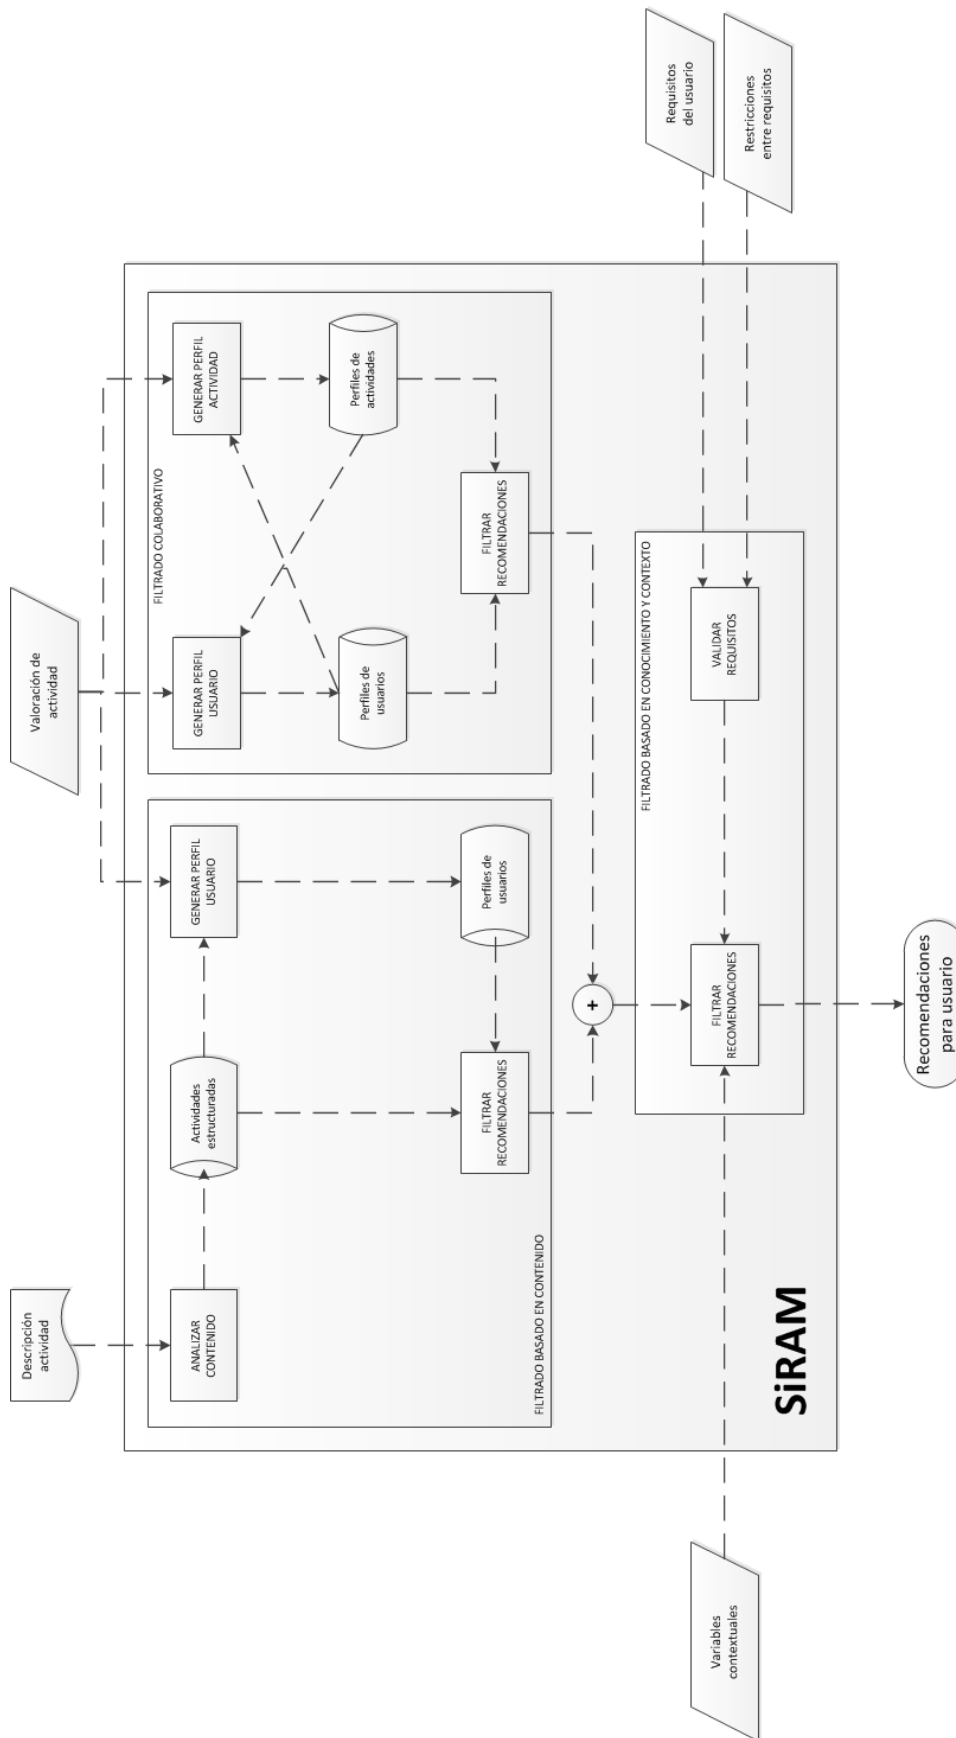 Descripción
actividad
Valoración de
actividad
ANALIZAR
CONTENIDO
Actividades
estructuradas
GENERAR PERFIL
USUARIO
Perfiles de
usuarios
FILTRAR
RECOMENDACIONES
FILTRADO BASADO EN CONTENIDO
FILTRADO COLABORATIVO
GENERAR PERFIL
USUARIO
GENERAR PERFIL
ACTIVIDAD
Perfiles de
usuarios
Perfiles de
actividades
FILTRAR
RECOMENDACIONES
+
FILTRADO BASADO EN CONOCIMIENTO Y CONTEXTO
Variables
contextuales
FILTRAR
RECOMENDACIONES
VALIDAR
REQUISITOS
Requisitos
del usuario
Restricciones
entre requisitos
SiRAM
Recomendaciones
para usuario